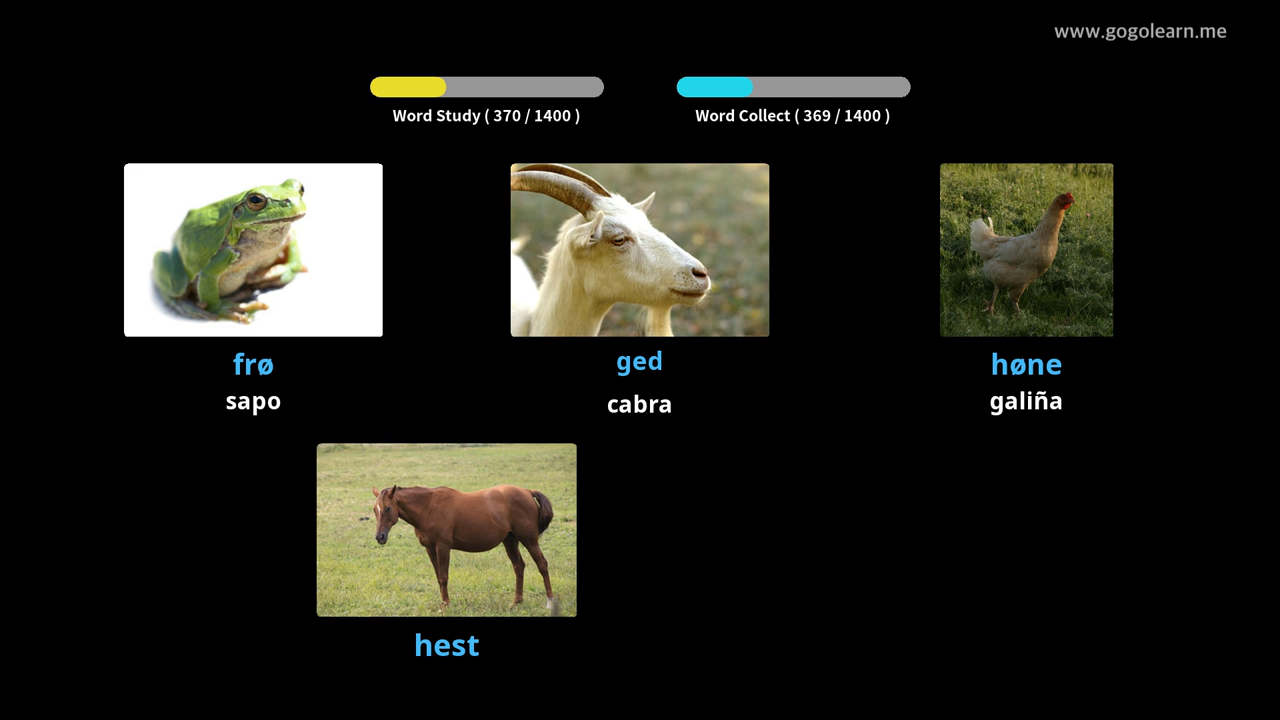 www.gogolearn.me
Word Study ( 370 / 1400 )
Word Collect ( 369 / 1400 )
frø
ged
høne
sapo
cabra
galiña
hest